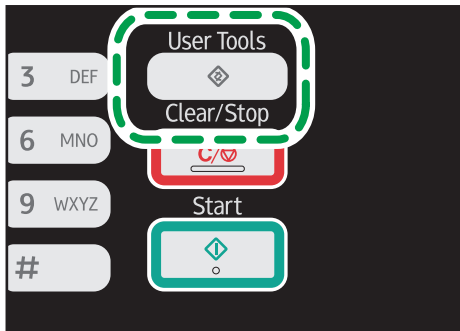 User Tools
3 DEF
Clear/Stop
6 MNO
C/
9 WXYZ
Start
#